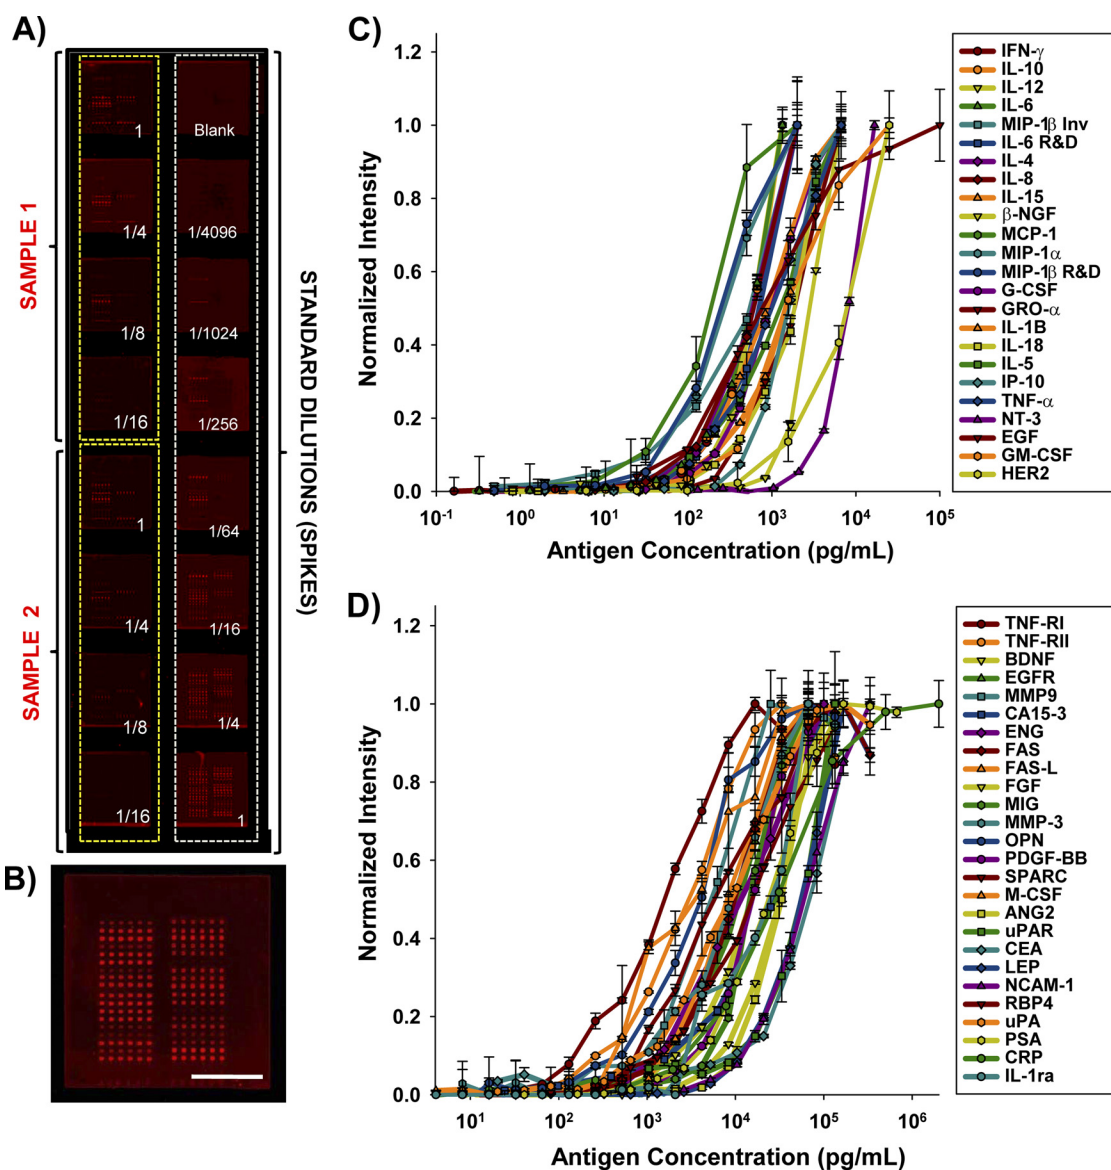 A)
SAMPLE 1
1
1/4
1/8
1/16
SAMPLE 2
1
1/4
1/8
1/16
Blank
1/4096
1/1024
1/256
1/64
1/16
1/4
1
STANDARD DILUTIONS (SPIKES)
B)
C)
Normalized Intensity
1.2
1.0
0.8
0.6
0.4
0.2
0.0
10-1 100 101 102 103 104 105
Antigen Concentration (pg/mL)
IFN-γ
IL-10
IL-12
IL-6
MIP-1β Inv
IL-6 R&D
IL-4
IL-8
IL-15
β-NGF
MCP-1
MIP-1α
MIP-1β R&D
G-CSF
GRO-α
IL-1B
IL-18
IL-5
IP-10
TNF-α
NT-3
EGF
GM-CSF
HER2
D)
Normalized Intensity
1.2
1.0
0.8
0.6
0.4
0.2
0.0
101 102 103 104 105 106
Antigen Concentration (pg/mL)
TNF-RI
TNF-RII
BDNF
EGFR
MMP9
CA15-3
ENG
FAS
FAS-L
FGF
MIG
MMP-3
OPN
PDGF-BB
SPARC
M-CSF
ANG2
uPAR
CEA
LEP
NCAM-1
RBP4
uPA
PSA
CRP
IL-1ra